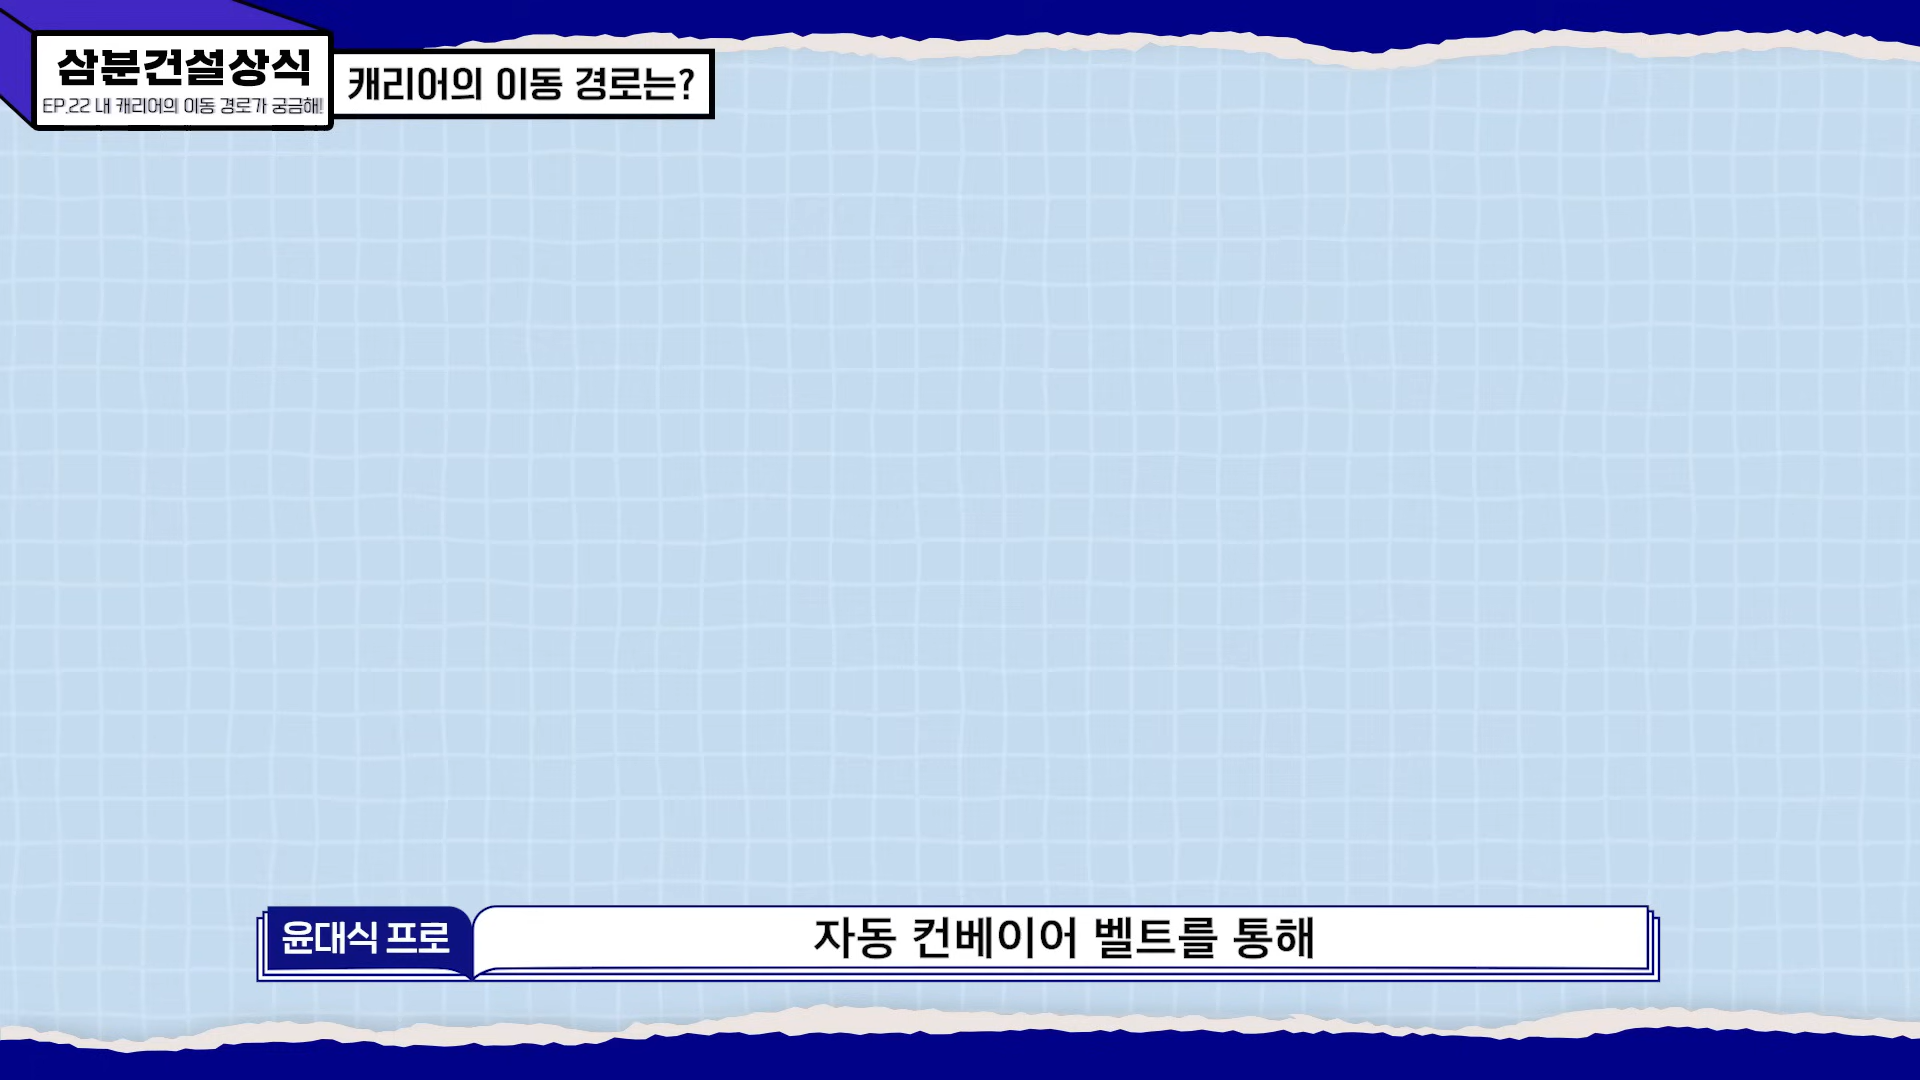 삼분건설상식
EP.22 내 캐리어의 이동 경로가 궁금해!
캐리어의 이동 경로는?
윤대식 프로
자동 컨베이어 벨트를 통해